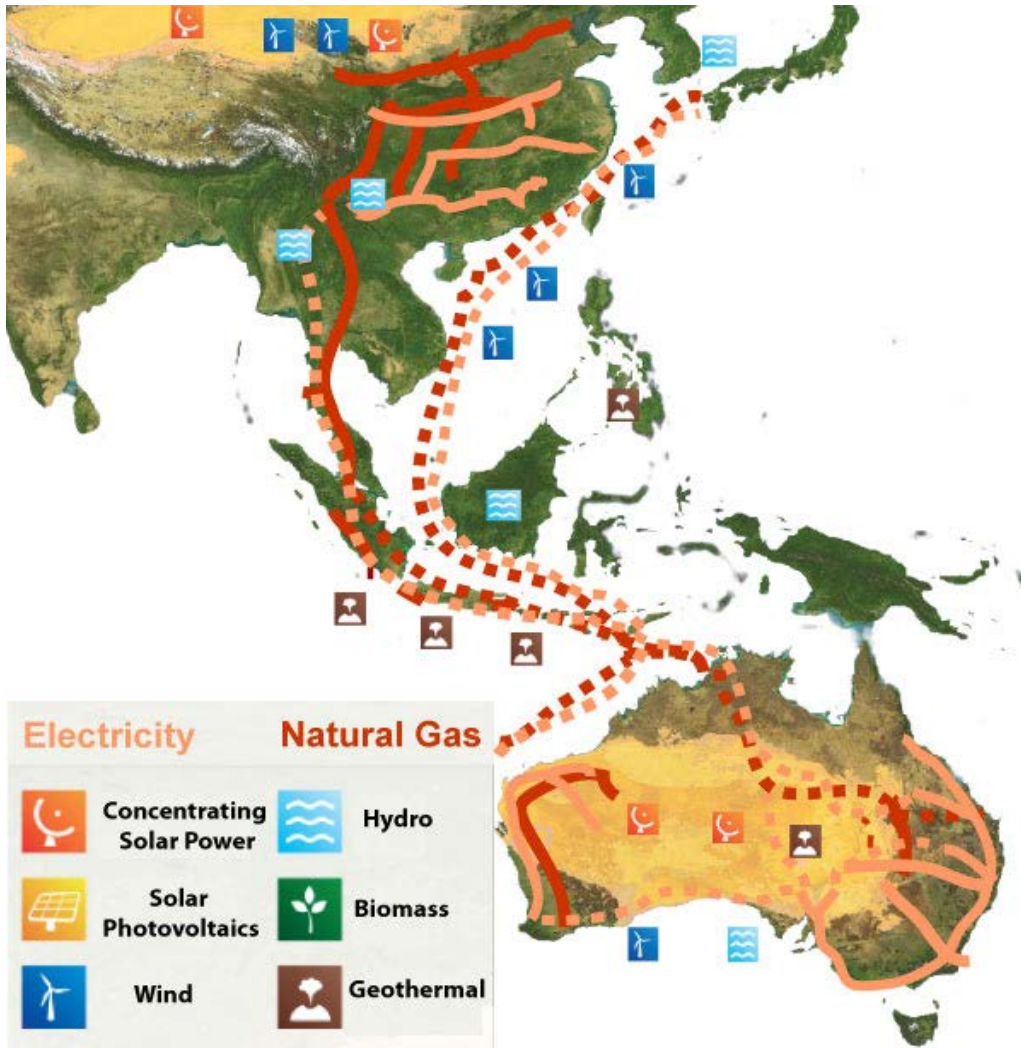 Electricity
Natural Gas
Concentrating
Solar Power
Hydro
Solar
Photovoltaics
Biomass
Wind
Geothermal